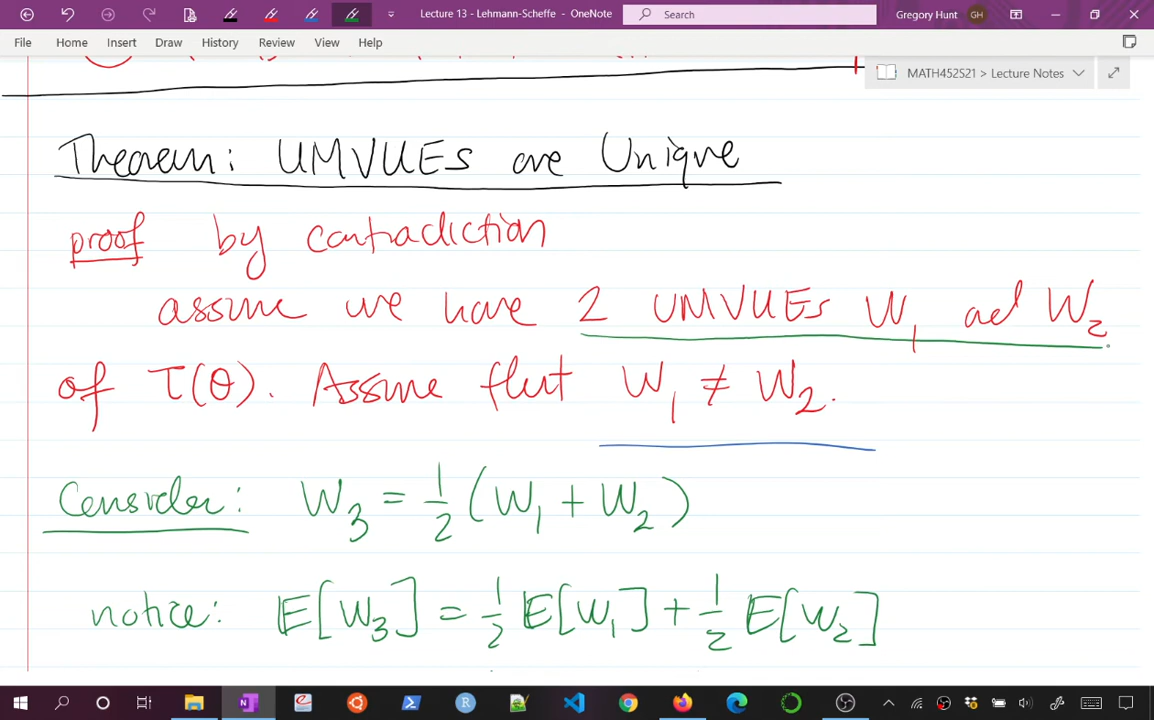 Lecture 13 - Lehmann-Scheffe - OneNote
Search
Gregory Hunt
GH
File Home Insert Draw History Review View Help
MATH452S21 > Lecture Notes
Theorem: UMVUES are Unique
proof by contradiction
assume we have 2 UMVUEs W₁ ad W₂
of τ(θ). Assume that W₁ ≠ W₂.
Consider: W₃ = 1/2 (W₁ + W₂)
notice: E[W₃] = 1/2 E[W₁] + 1/2 E[W₂]